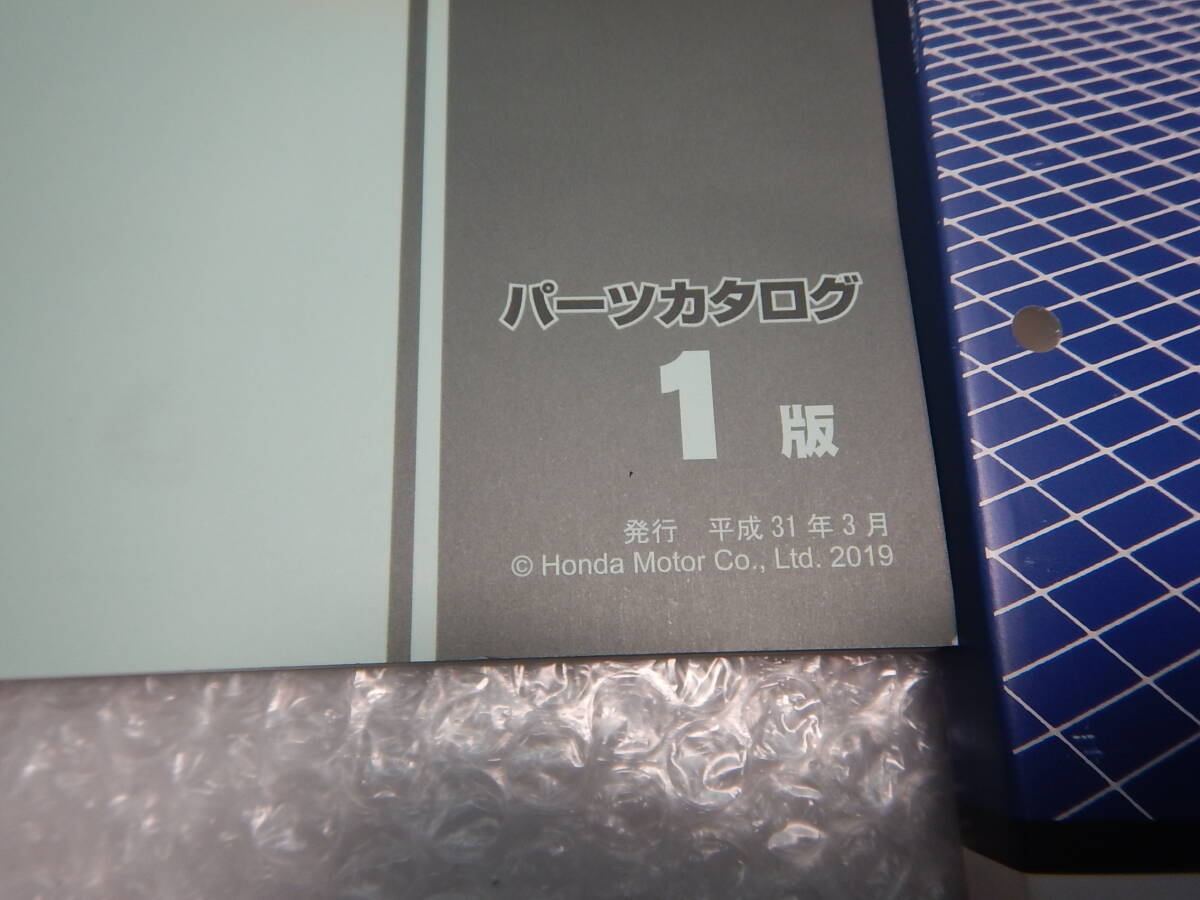 パーツカタログ
1 版
発行 平成 31 年 3 月
© Honda Motor Co., Ltd. 2019